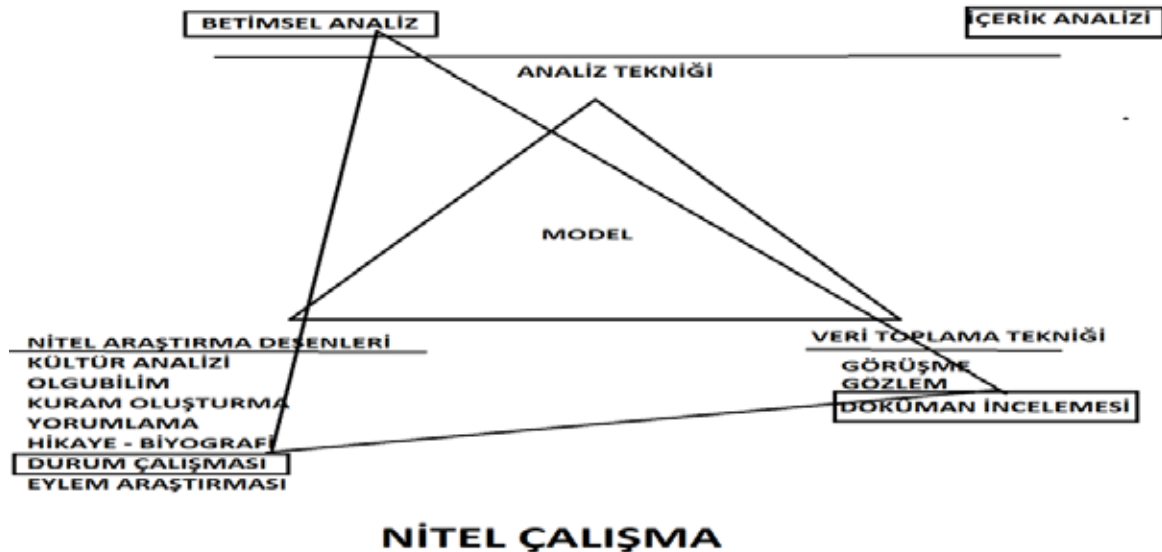 BETİMSEL ANALİZ
İÇERİK ANALİZİ
ANALİZ TEKNİĞİ
MODEL
NİTEL ARAŞTIRMA DESENLERİ
KÜLTÜR ANALİZİ
OLGUBİLİM
KURAM OLUŞTURMA
YORUMLAMA
HİKAYE - BİYOGRAFİ
DURUM ÇALIŞMASI
EYLEM ARAŞTIRMASI
VERİ TOPLAMA TEKNİĞİ
GÖRÜŞME
GÖZLEM
DOKÜMAN İNCELEMESİ
NİTEL ÇALIŞMA